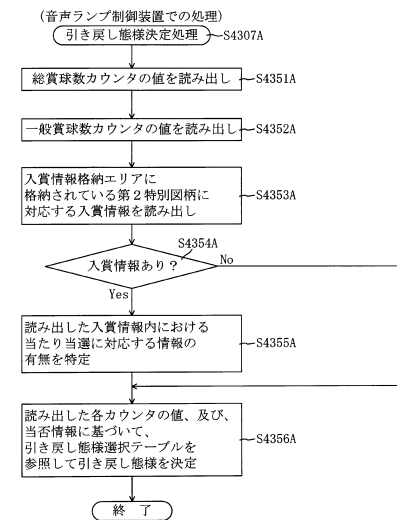 (音声ランプ制御装置での処理)
引き戻し態様決定処理
S4307A
総賞球数カウンタの値を読み出し
S4351A
一般賞球数カウンタの値を読み出し
S4352A
入賞情報格納エリアに
格納されている第2特別図柄に
対応する入賞情報を読み出し
S4353A
S4354A
入賞情報あり?
No
Yes
読み出した入賞情報内における
当たり当選に対応する情報の
有無を特定
S4355A
読み出した各カウンタの値、及び、
当否情報に基づいて、
引き戻し態様選択テーブルを
参照して引き戻し態様を決定
S4356A
終 了